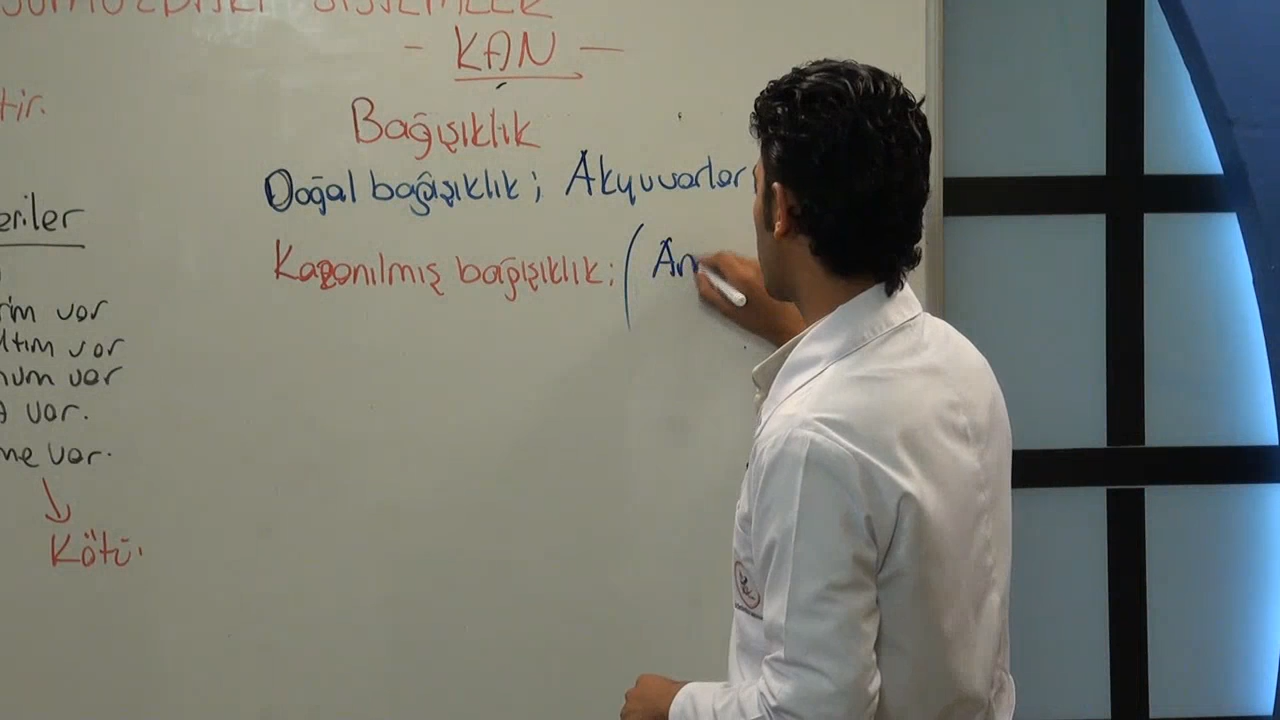 SİSTEMLER
- KAN -
tir.
Bağışıklık
Doğal bağışıklık; Akyuvarlar
eriler
Kazanılmış bağışıklık; ( An
rim var
ltım var
num var
var.
me var.
Kötü